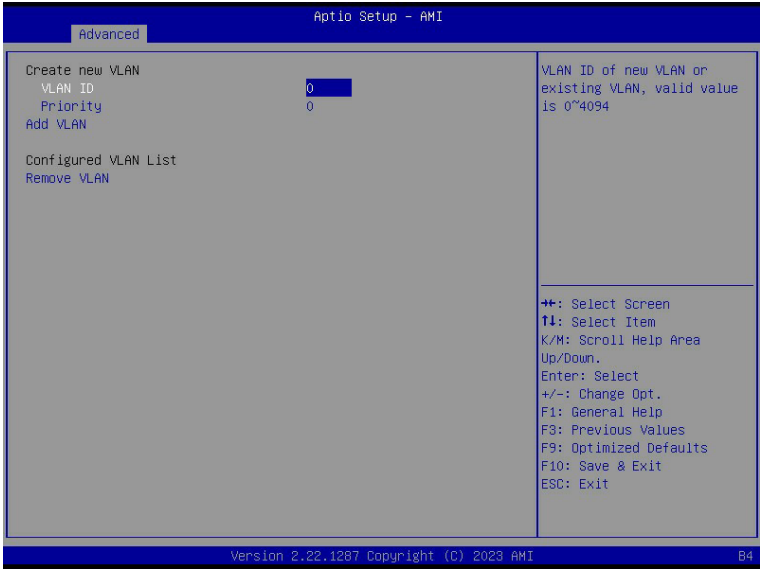 Aptio Setup - AMI
Advanced
Create new VLAN
VLAN ID 0
Priority 0
Add VLAN
Configured VLAN List
Remove VLAN
VLAN ID of new VLAN or
existing VLAN, valid value
is 0~4094
→←: Select Screen
↑↓: Select Item
K/M: Scroll Help Area
Up/Down.
Enter: Select
+/-: Change Opt.
F1: General Help
F3: Previous Values
F9: Optimized Defaults
F10: Save & Exit
ESC: Exit
Version 2.22.1287 Copyright (C) 2023 AMI
B4